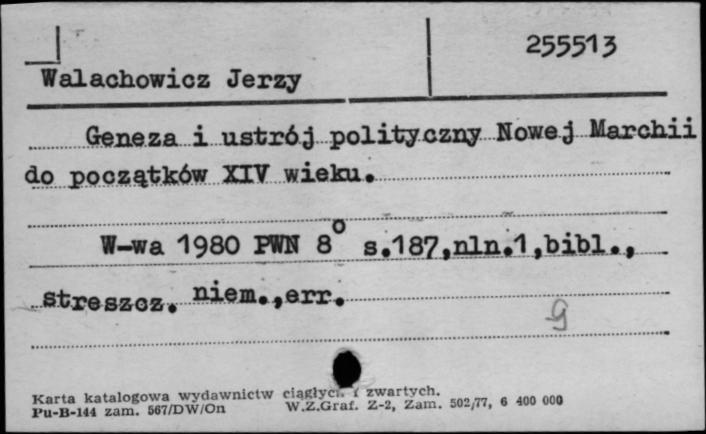 255513
Walachowicz Jerzy
Geneza i ustrój polityczny Nowej Marchii
do początków XIV wieku.
W-wa 1980 PWN 8° s.187,nln.1,bibl.,
streszcz. niem.,err.
g
Karta katalogowa wydawnictw ciągłych i zwartych.
Pu-B-144 zam. 567/DW/On W.Z.Graf. Z-2, Zam. 502/77, 6 400 000